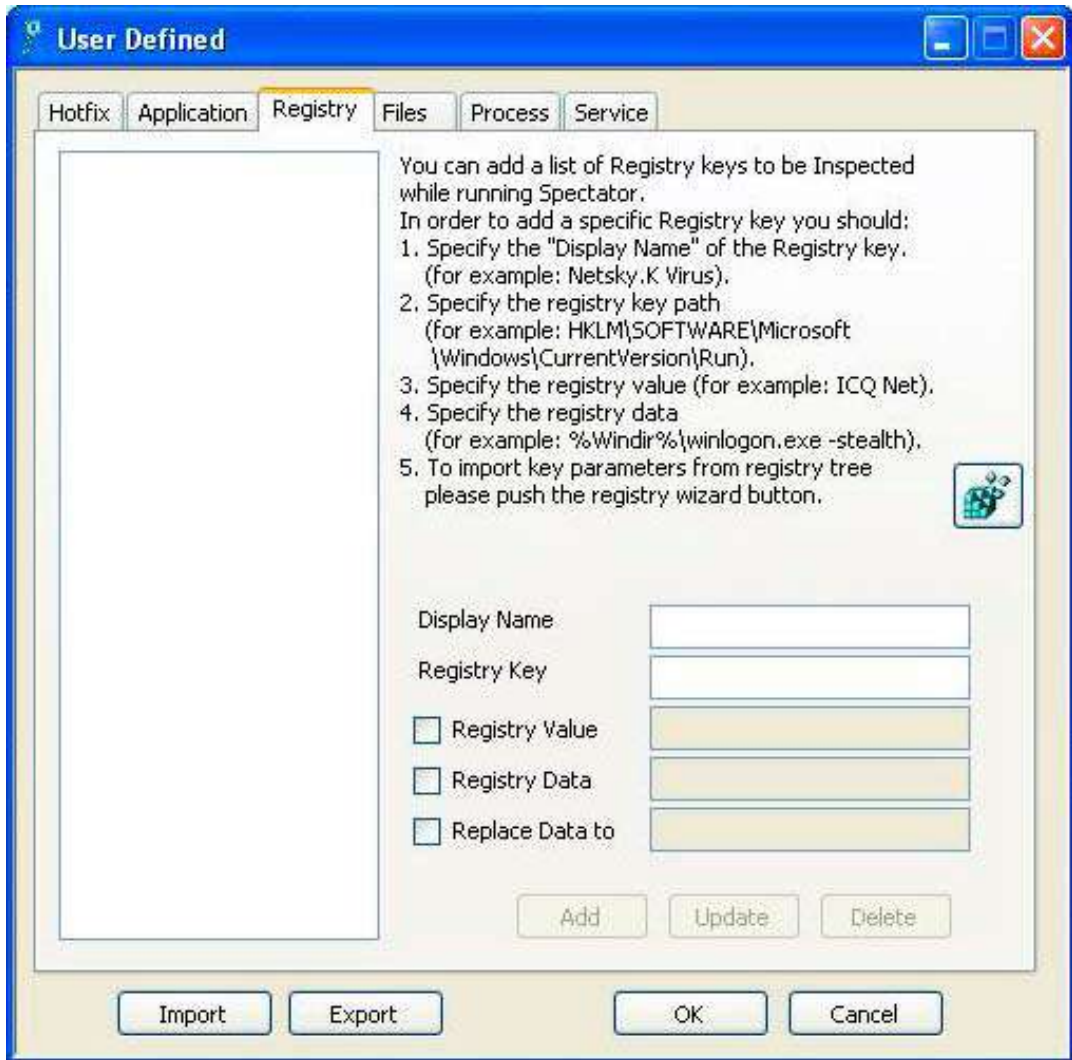 User Defined
Hotfix
Application
Registry
Files
Process
Service
You can add a list of Registry keys to be Inspected
while running Spectator.
In order to add a specific Registry key you should:
1. Specify the "Display Name" of the Registry key.
(for example: Netsky.K Virus).
2. Specify the registry key path
(for example: HKLM\SOFTWARE\Microsoft
\Windows\CurrentVersion\Run).
3. Specify the registry value (for example: ICQ Net).
4. Specify the registry data
(for example: %Windir%\winlogon.exe -stealth).
5. To import key parameters from registry tree
please push the registry wizard button.
Display Name
Registry Key
Registry Value
Registry Data
Replace Data to
Add
Update
Delete
Import
Export
OK
Cancel